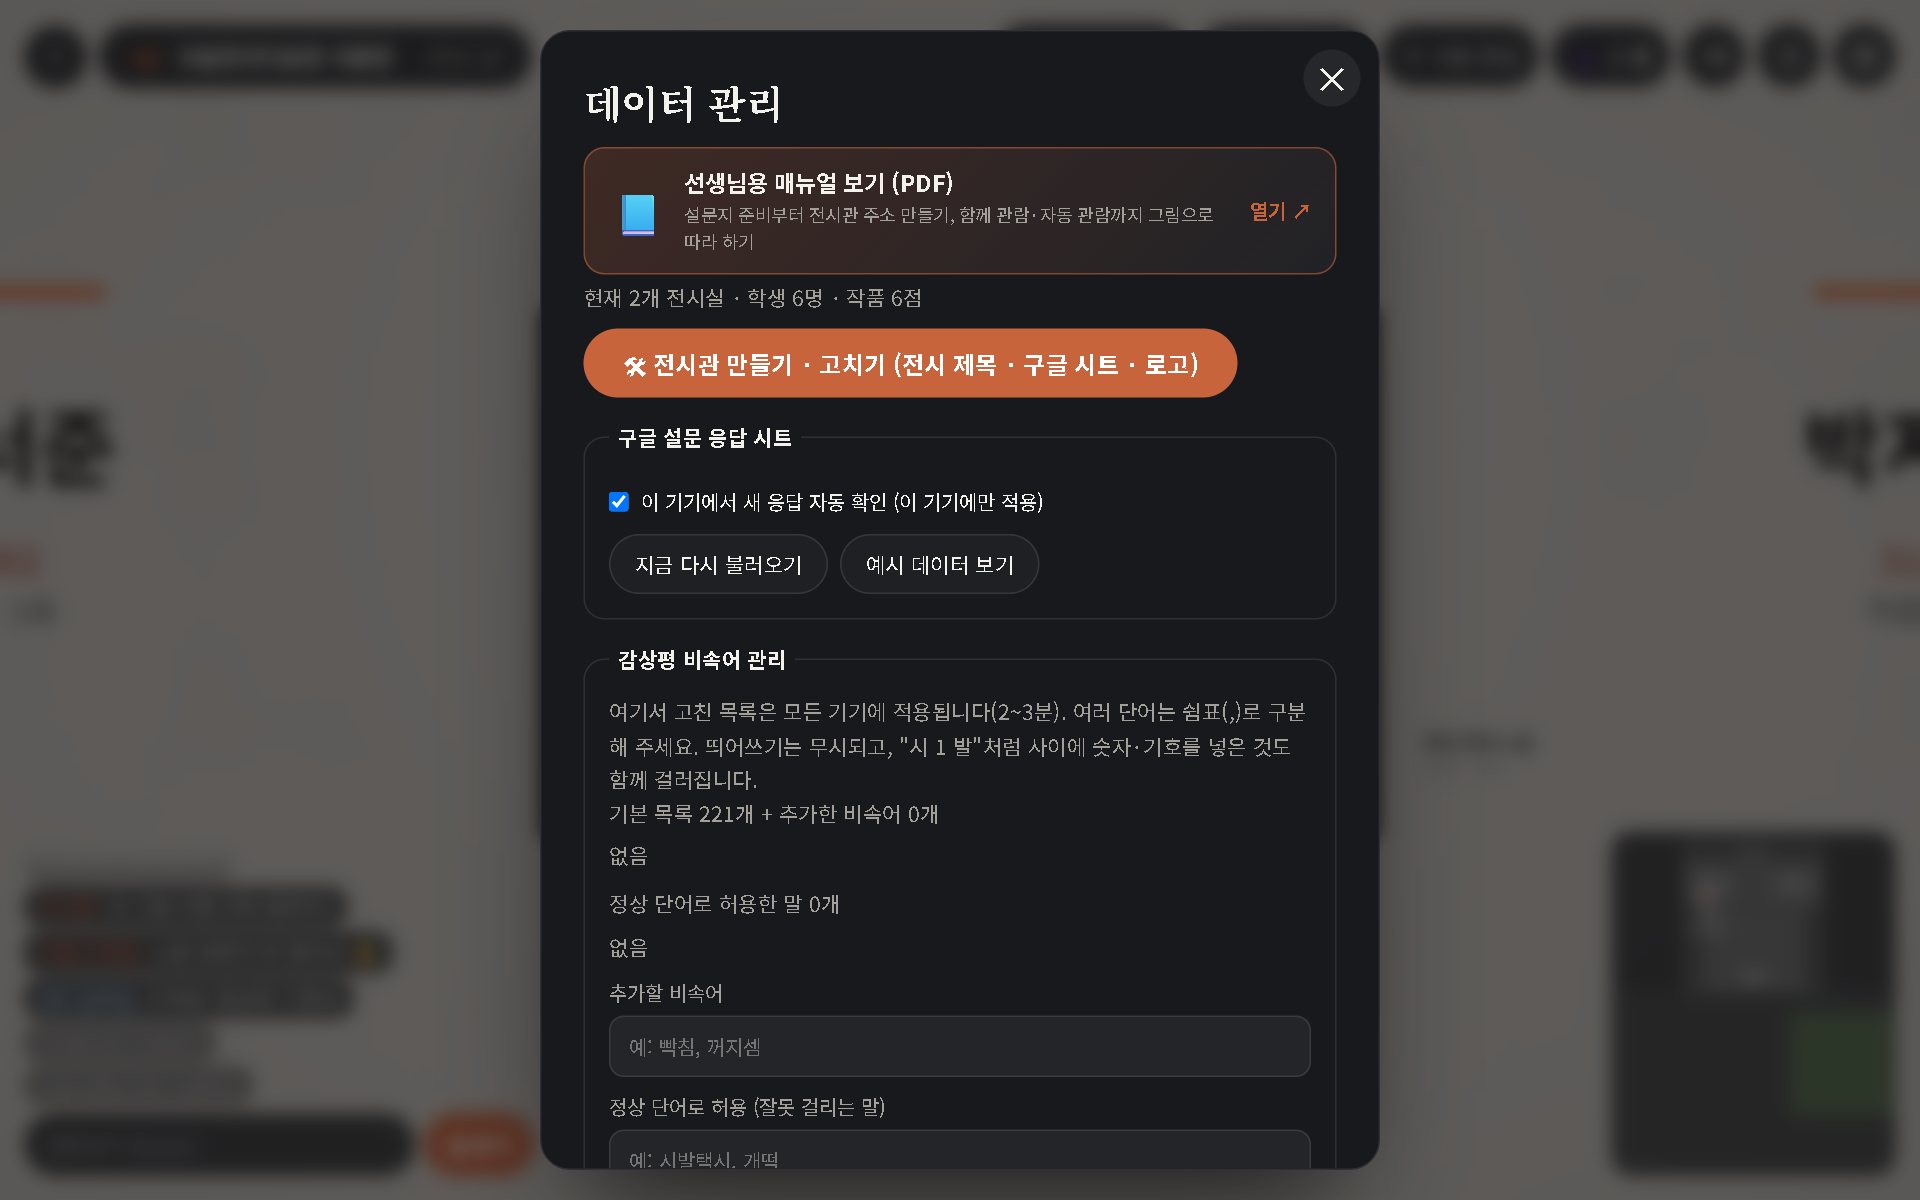 데이터 관리
선생님용 매뉴얼 보기 (PDF)
설문지 준비부터 전시관 주소 만들기, 함께 관람·자동 관람까지 그림으로
따라 하기
열기 ↗
현재 2개 전시실 · 학생 6명 · 작품 6점
🛠 전시관 만들기 · 고치기 (전시 제목 · 구글 시트 · 로고)
구글 설문 응답 시트
이 기기에서 새 응답 자동 확인 (이 기기에만 적용)
지금 다시 불러오기
예시 데이터 보기
감상평 비속어 관리
여기서 고친 목록은 모든 기기에 적용됩니다(2~3분). 여러 단어는 쉼표(,)로 구분
해 주세요. 띄어쓰기는 무시되고, "시 1 발"처럼 사이에 숫자·기호를 넣은 것도
함께 걸러집니다.
기본 목록 221개 + 추가한 비속어 0개
없음
정상 단어로 허용한 말 0개
없음
추가할 비속어
예: 빡침, 꺼지셈
정상 단어로 허용 (잘못 걸리는 말)
예: 시발택시, 개떡